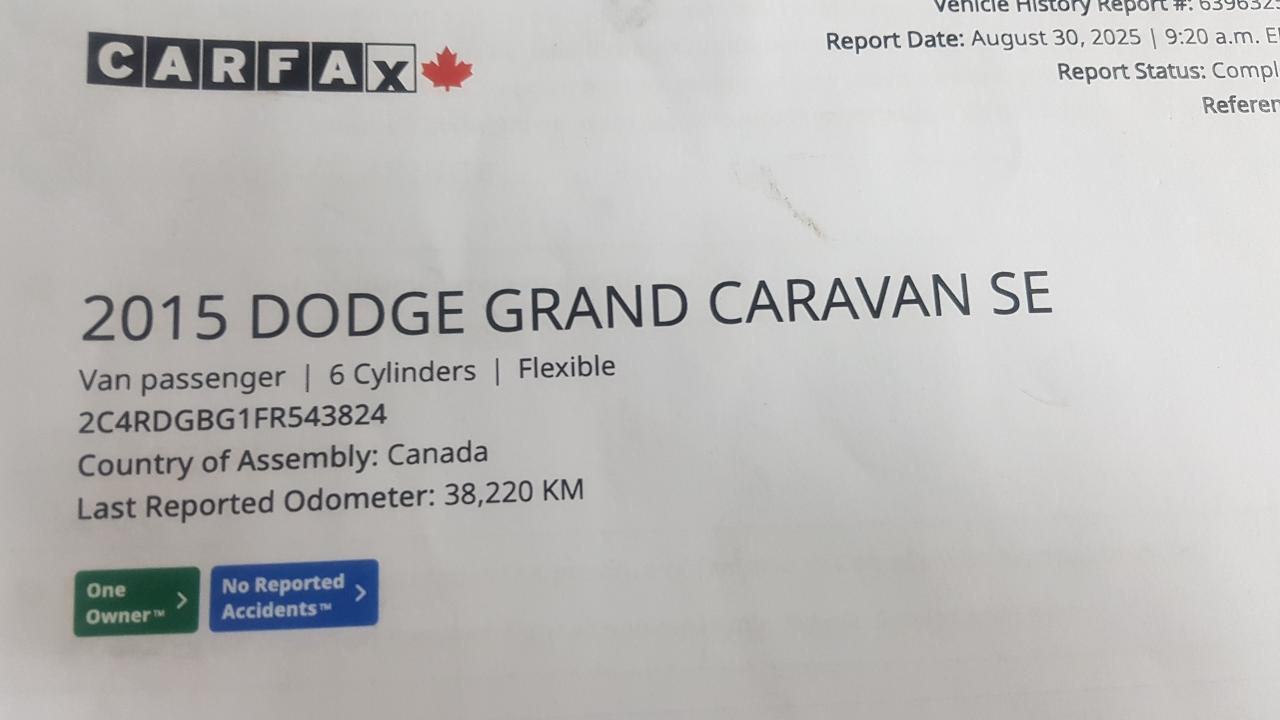 CARFAX
Vehicle History Report #: 639632
Report Date: August 30, 2025 | 9:20 a.m.
Report Status:
2015 DODGE GRAND CARAVAN SE
Van passenger | 6 Cylinders | Flexible
2C4RDGBG1FR543824
Country of Assembly: Canada
Last Reported Odometer: 38,220 KM
One
Owner™
No Reported
Accidents™